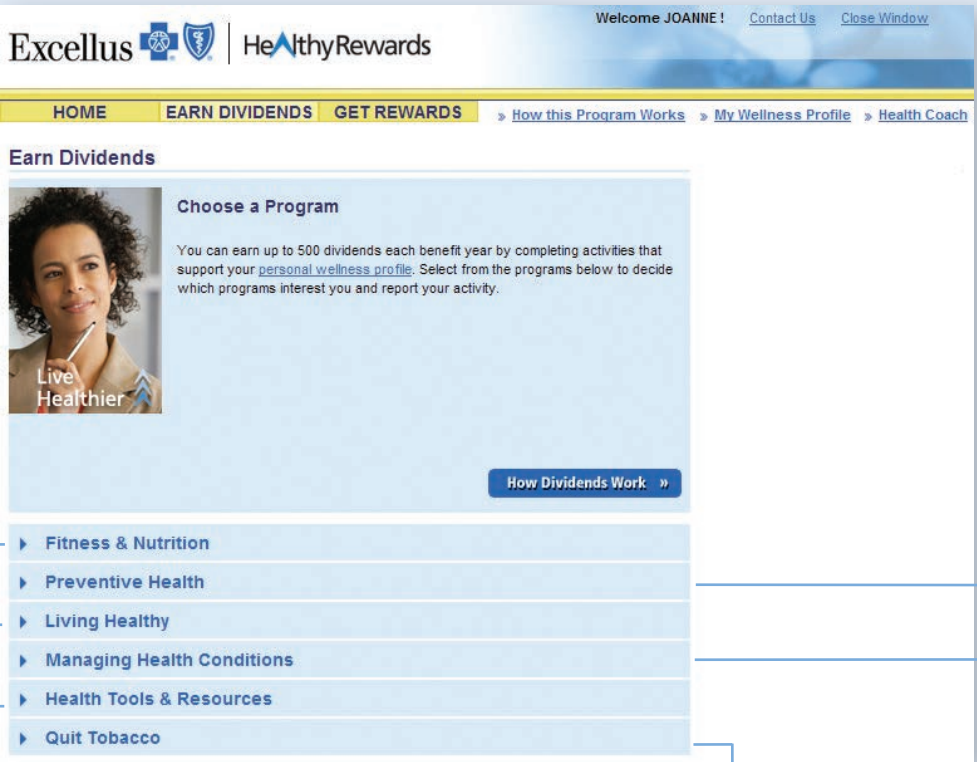 Welcome JOANNE ! Contact Us Close Window
Excellus HeAlthyRewards
HOME EARN DIVIDENDS GET REWARDS » How this Program Works » My Wellness Profile » Health Coach
Earn Dividends
Choose a Program
You can earn up to 500 dividends each benefit year by completing activities that
support your personal wellness profile. Select from the programs below to decide
which programs interest you and report your activity.
Live
Healthier
How Dividends Work »
Fitness & Nutrition
Preventive Health
Living Healthy
Managing Health Conditions
Health Tools & Resources
Quit Tobacco